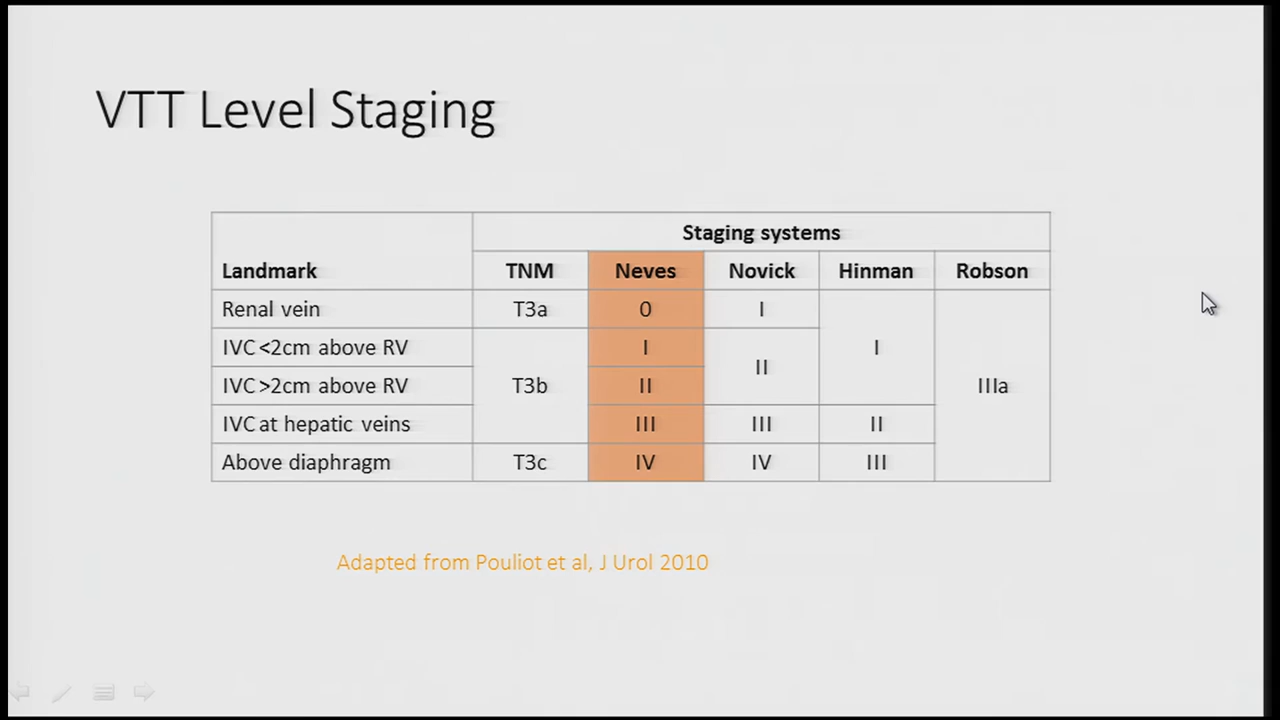 VTT Level Staging
Staging systems
Landmark TNM Neves Novick Hinman Robson
Renal vein T3a 0 I
IVC <2cm above RV I I
II
IVC >2cm above RV T3b II IIIa
IVC at hepatic veins III III II
Above diaphragm T3c IV IV III
Adapted from Pouliot et al, J Urol 2010